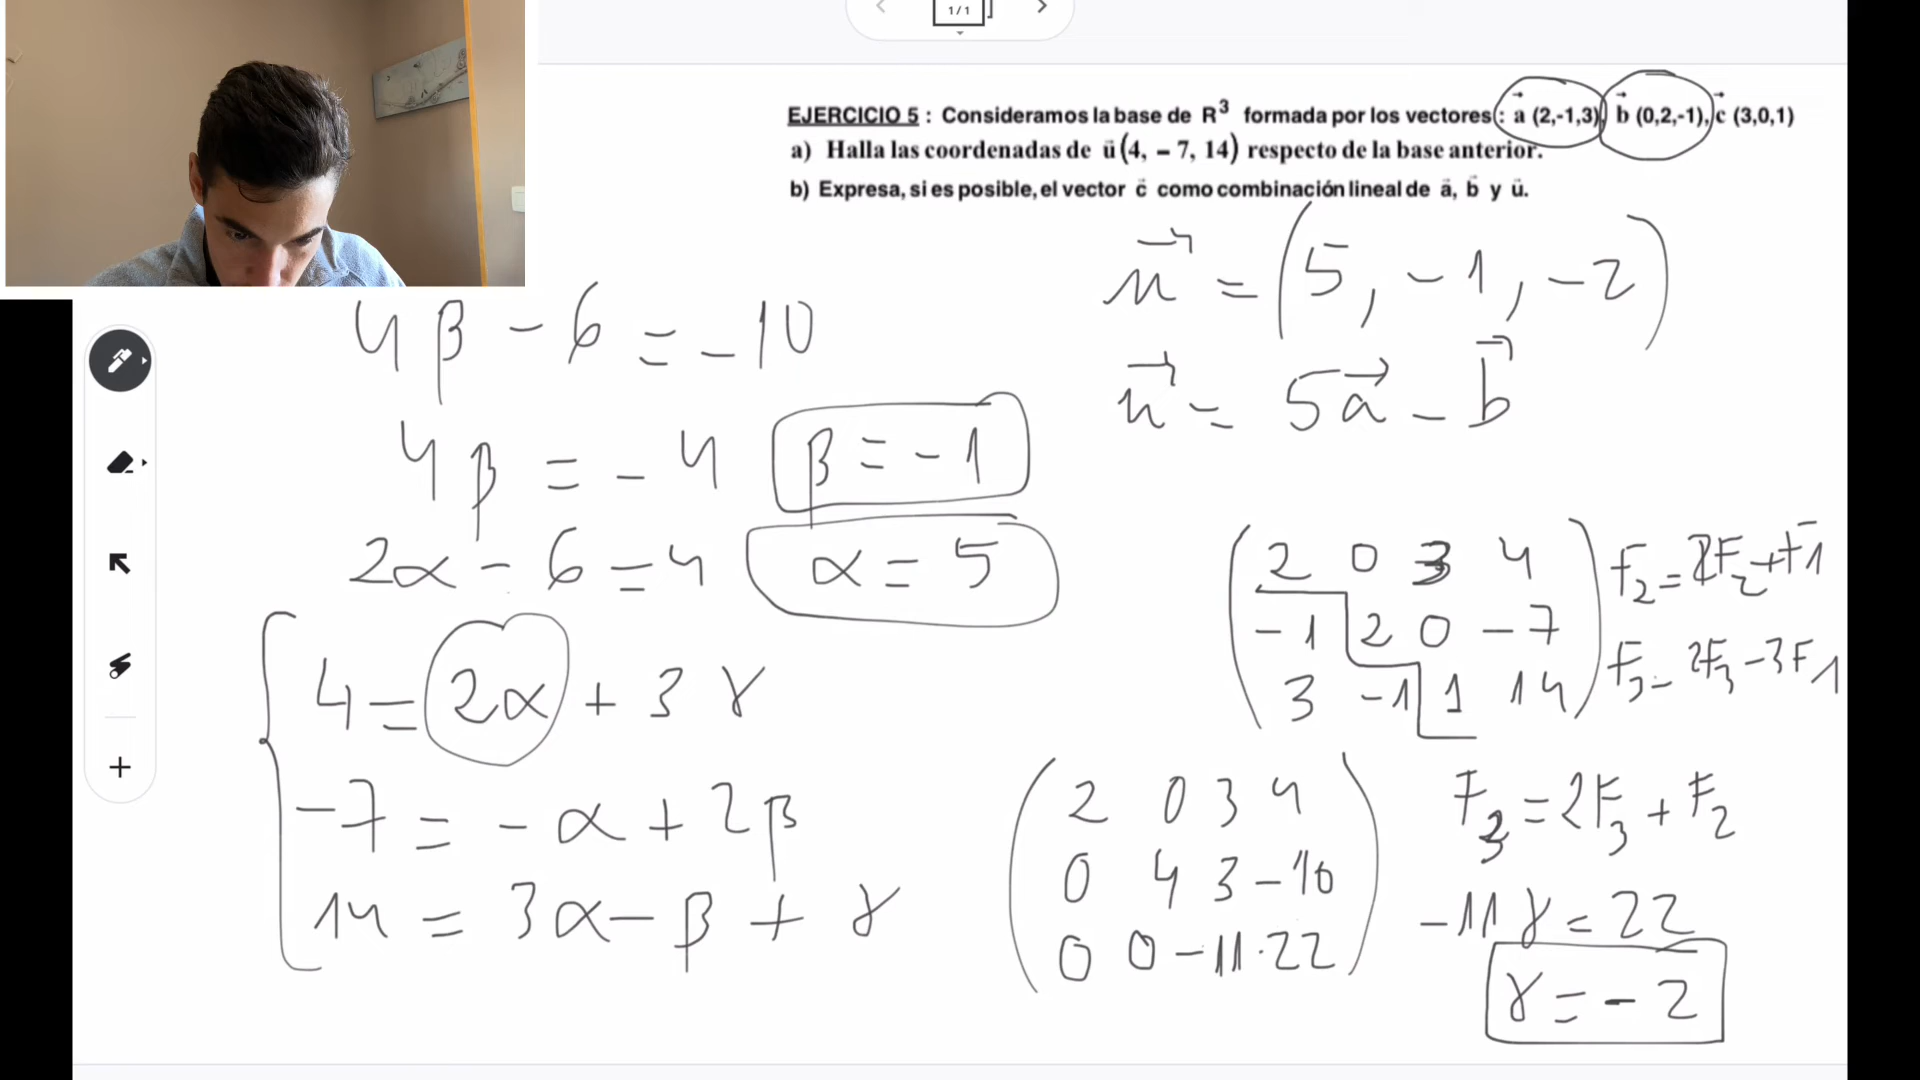 1/1
EJERCICIO 5 : Consideramos la base de R³ formada por los vectores : a⃗ (2,-1,3), b⃗ (0,2,-1), c⃗ (3,0,1)
a) Halla las coordenadas de u⃗ (4, – 7, 14) respecto de la base anterior.
b) Expresa, si es posible, el vector c⃗ como combinación lineal de a⃗, b⃗ y u⃗.
u⃗ = (5, -1, -2)
u⃗ = 5a⃗ - b⃗
4β - 6 = -10
4β = -4
β = -1
2α - 6 = 4
α = 5
4 = 2α + 3γ
-7 = -α + 2β
14 = 3α - β + γ
2 0 3 4
-1 2 0 -7
3 -1 1 14
F2 = 2F2 + F1
F3 = 2F3 - 3F1
2 0 3 4
0 4 3 -10
0 0 -11 22
F3 = 2F3 + F2
-11γ = 22
γ = -2